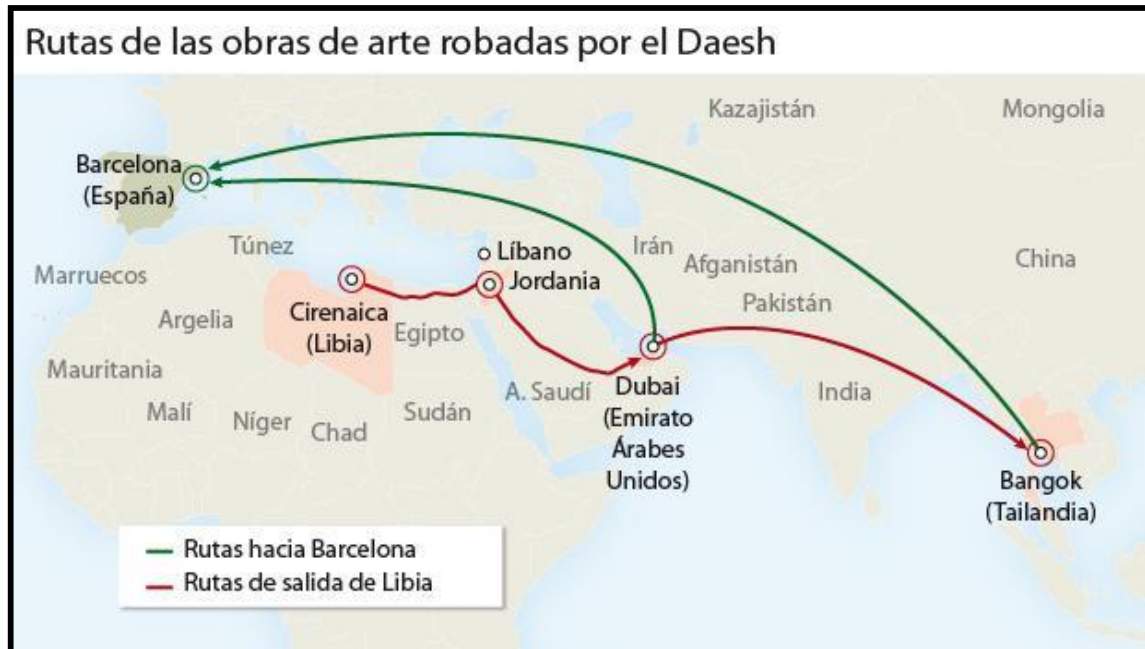 Rutas de las obras de arte robadas por el Daesh
Kazajistán
Mongolia
Barcelona
(España)
Túnez
Líbano
Irán
Marruecos
Jordania
Afganistán
China
Cirenaica
(Libia)
Argelia
Egipto
Pakistán
Mauritania
A. Saudí
Dubai
(Emirato
Árabes
Unidos)
India
Malí
Níger
Chad
Sudán
Bangok
(Tailandia)
Rutas hacia Barcelona
Rutas de salida de Libia